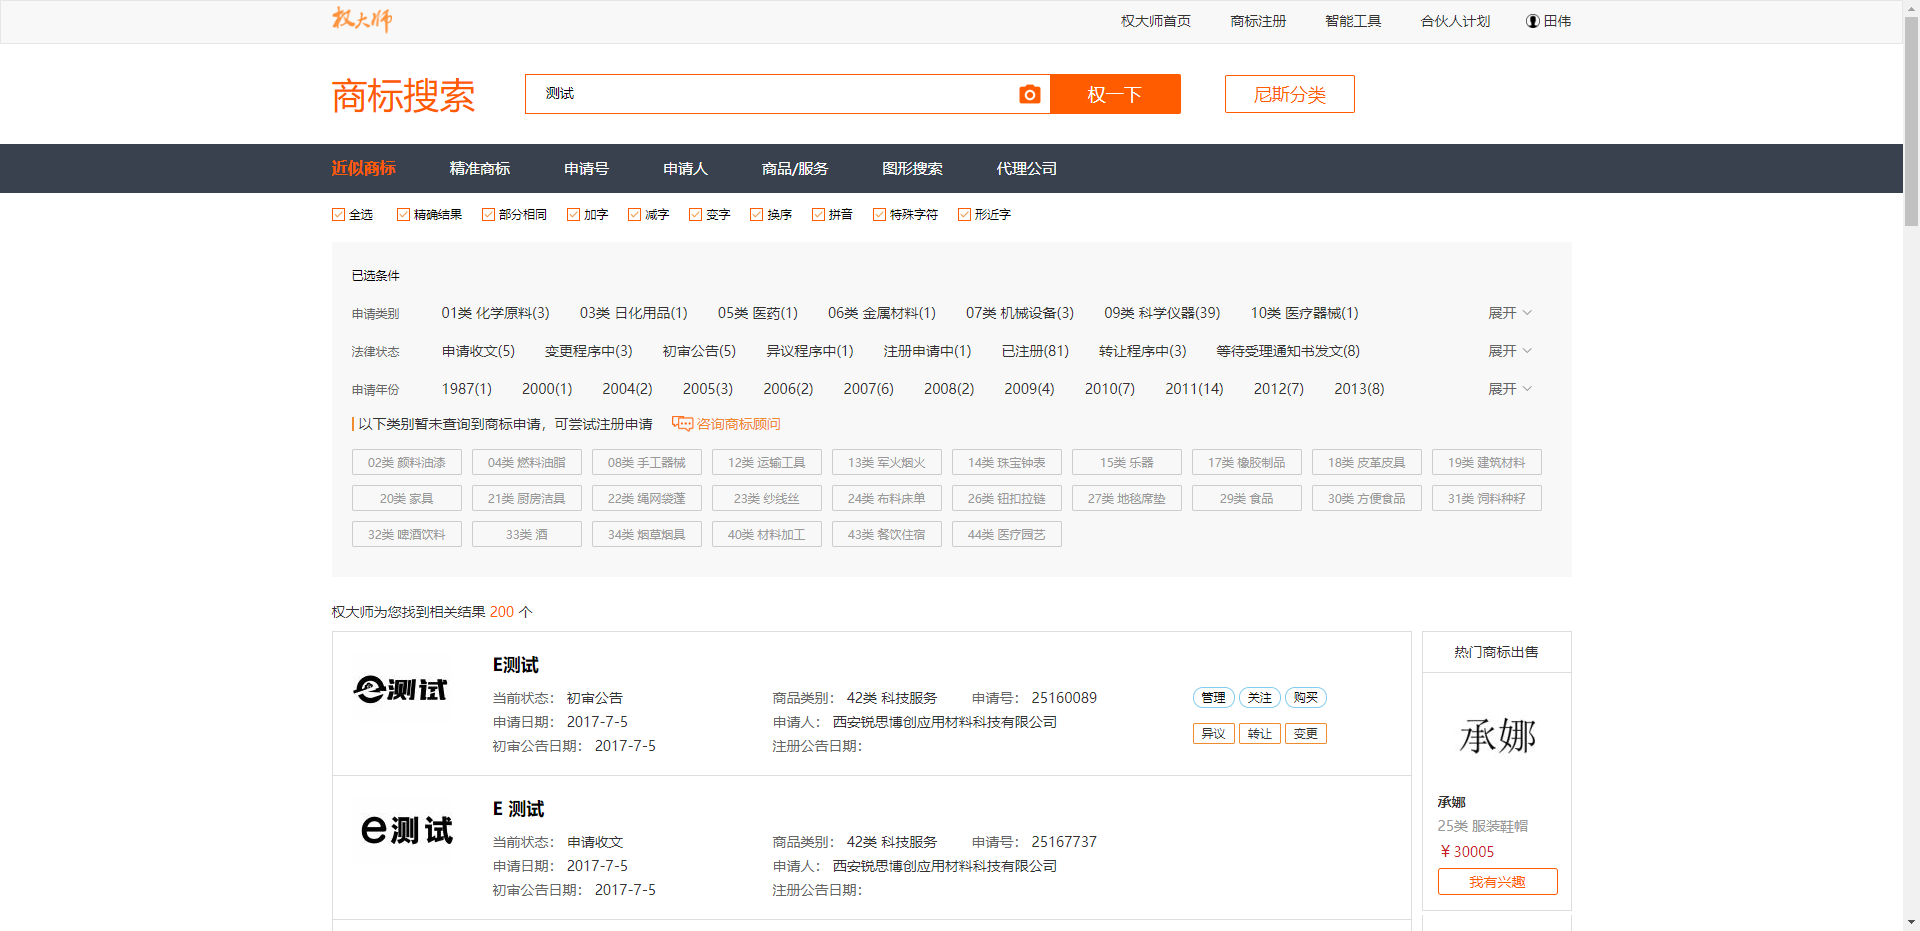 权大师 权大师首页 商标注册 智能工具 合伙人计划 田伟
商标搜索 测试 权一下 尼斯分类
近似商标 精准商标 申请号 申请人 商品/服务 图形搜索 代理公司
全选 精确结果 部分相同 加字 减字 变字 换序 拼音 特殊字符 形近字
已选条件
申请类别 01类 化学原料(3) 03类 日化用品(1) 05类 医药(1) 06类 金属材料(1) 07类 机械设备(3) 09类 科学仪器(39) 10类 医疗器械(1) 展开
法律状态 申请收文(5) 变更程序中(3) 初审公告(5) 异议程序中(1) 注册申请中(1) 已注册(81) 转让程序中(3) 等待受理通知书发文(8) 展开
申请年份 1987(1) 2000(1) 2004(2) 2005(3) 2006(2) 2007(6) 2008(2) 2009(4) 2010(7) 2011(14) 2012(7) 2013(8) 展开
以下类别暂未查询到商标申请，可尝试注册申请 咨询商标顾问
02类 颜料油漆 04类 燃料油脂 08类 手工器械 12类 运输工具 13类 军火烟火 14类 珠宝钟表 15类 乐器 17类 橡胶制品 18类 皮革皮具 19类 建筑材料
20类 家具 21类 厨房洁具 22类 绳网袋篷 23类 纱线丝 24类 布料床单 26类 钮扣拉链 27类 地毯席垫 29类 食品 30类 方便食品 31类 饲料种籽
32类 啤酒饮料 33类 酒 34类 烟草烟具 40类 材料加工 43类 餐饮住宿 44类 医疗园艺
权大师为您找到相关结果 200 个
e测试
E测试
当前状态： 初审公告 商品类别： 42类 科技服务 申请号： 25160089 管理 关注 购买
申请日期： 2017-7-5 申请人： 西安锐思博创应用材料科技有限公司 异议 转让 变更
初审公告日期： 2017-7-5 注册公告日期：
e测试
E 测试
当前状态： 申请收文 商品类别： 42类 科技服务 申请号： 25167737
申请日期： 2017-7-5 申请人： 西安锐思博创应用材料科技有限公司
初审公告日期： 2017-7-5 注册公告日期：
热门商标出售
承娜
承娜
25类 服装鞋帽
￥30005
我有兴趣